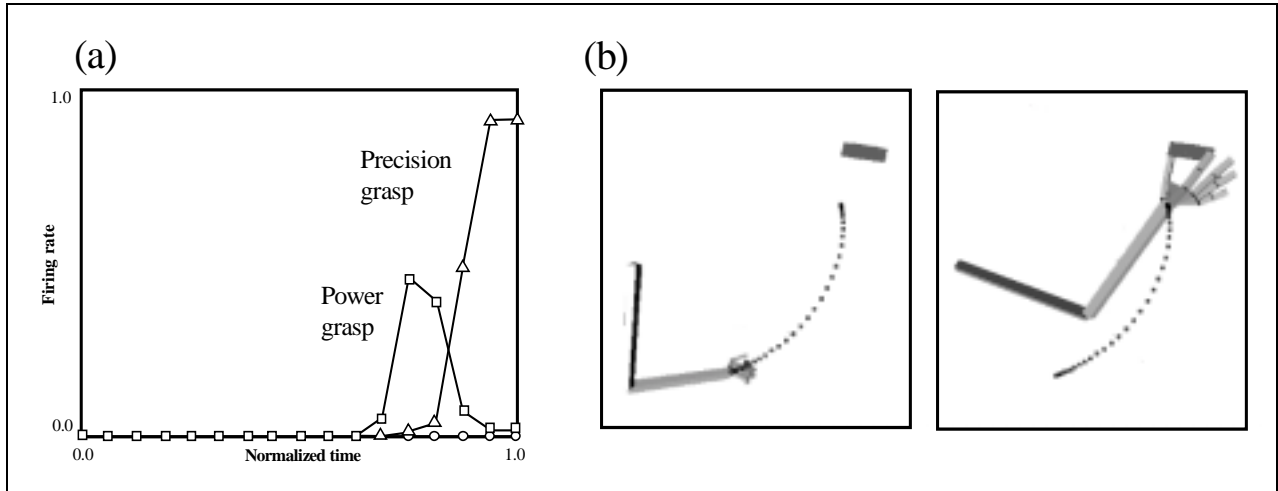 (a)
1.0
Firing rate
Precision
grasp
Power
grasp
0.0
0.0
Normalized time
1.0
(b)